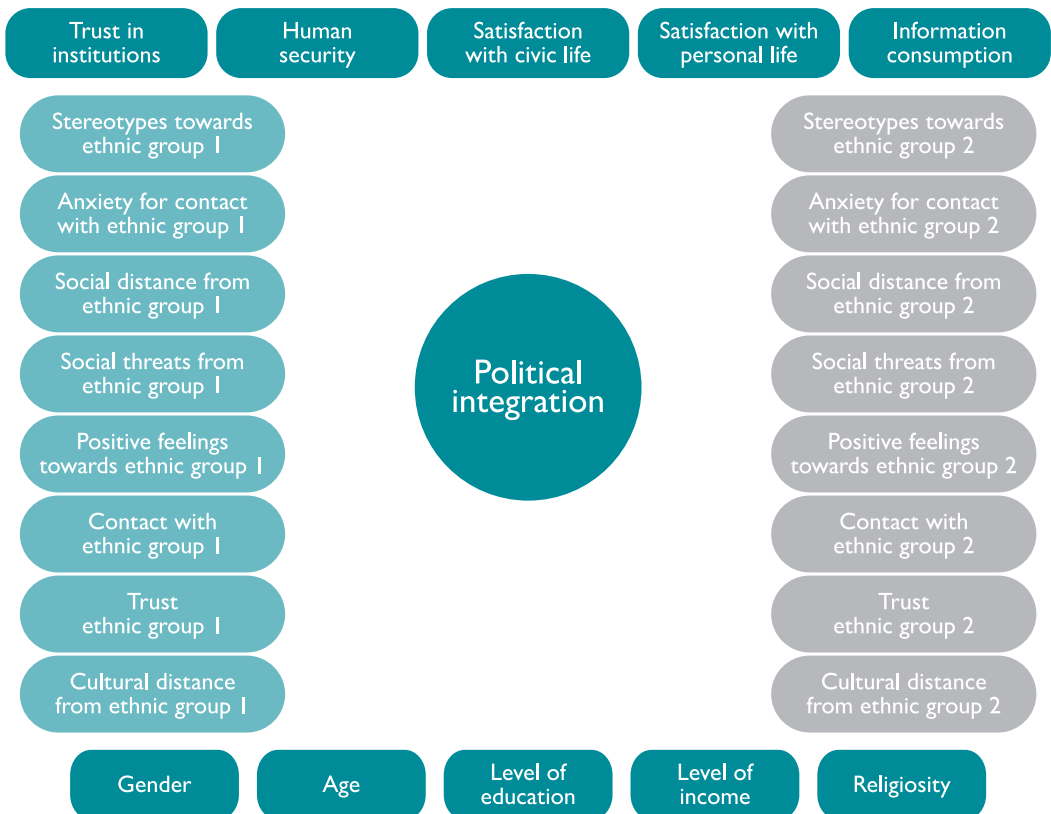 Trust in
institutions
Human
security
Satisfaction
with civic life
Satisfaction with
personal life
Information
consumption
Stereotypes towards
ethnic group 1
Anxiety for contact
with ethnic group 1
Social distance from
ethnic group 1
Social threats from
ethnic group 1
Positive feelings
towards ethnic group 1
Contact with
ethnic group 1
Trust
ethnic group 1
Cultural distance
from ethnic group 1
Political
integration
Stereotypes towards
ethnic group 2
Anxiety for contact
with ethnic group 2
Social distance from
ethnic group 2
Social threats from
ethnic group 2
Positive feelings
towards ethnic group 2
Contact with
ethnic group 2
Trust
ethnic group 2
Cultural distance
from ethnic group 2
Gender
Age
Level of
education
Level of
income
Religiosity